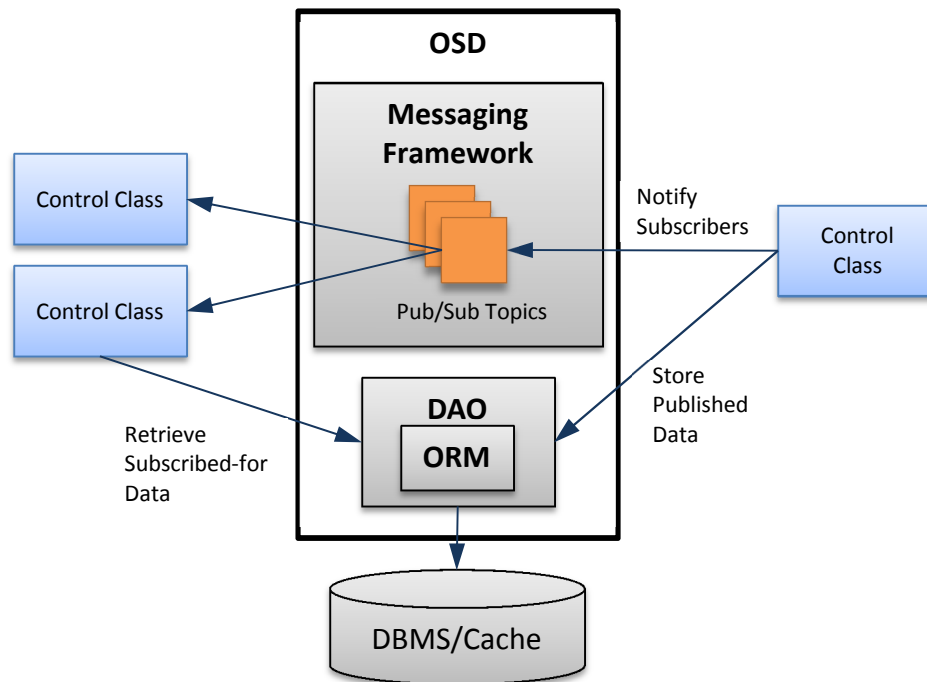 OSD
Messaging
Framework
Pub/Sub Topics
Control Class
Control Class
Notify
Subscribers
Control
Class
Store
Published
Data
Retrieve
Subscribed-for
Data
DAO
ORM
DBMS/Cache